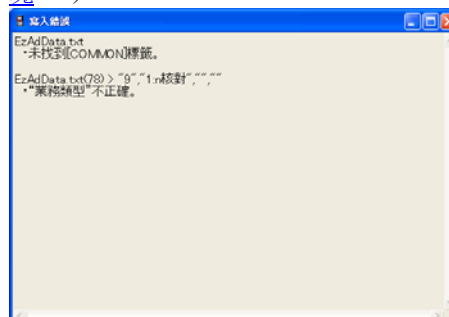 寫入錯誤
EzAdData.txt
・未找到[COMMON]標籤。
EzAdData.txt(78) > "9","1:n核對","",""
・"業務類型"不正確。